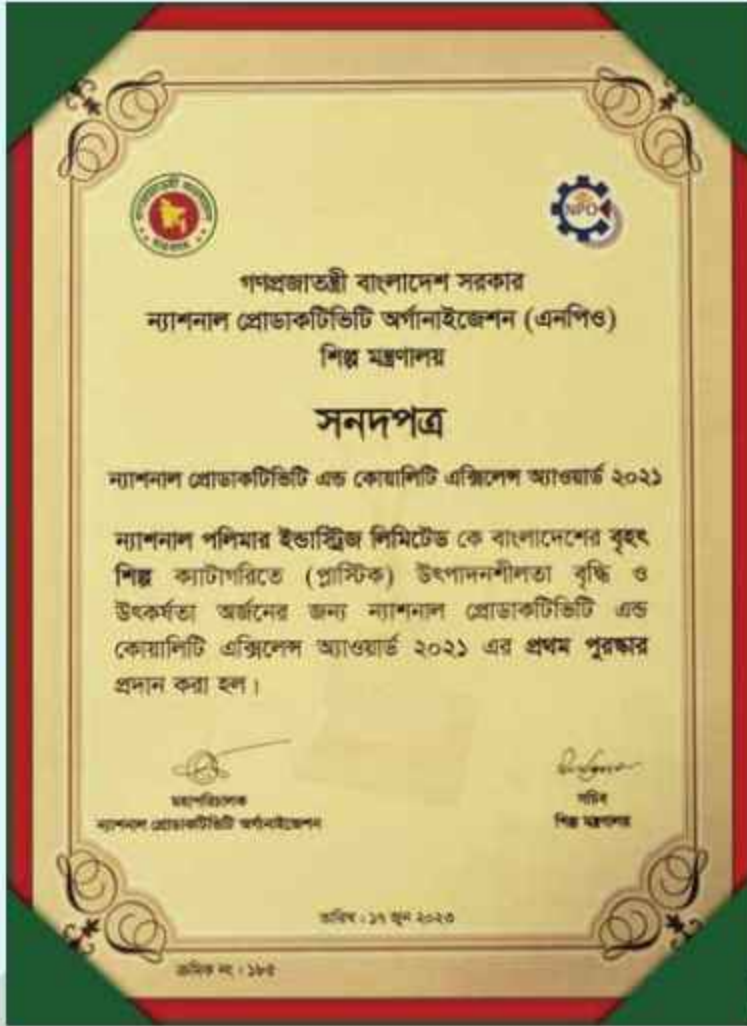 NPO
গণপ্রজাতন্ত্রী বাংলাদেশ সরকার
ন্যাশনাল প্রোডাকটিভিটি অর্গানাইজেশন (এনপিও)
শিল্প মন্ত্রণালয়
সনদপত্র
ন্যাশনাল প্রোডাকটিভিটি এন্ড কোয়ালিটি এক্সিলেন্স অ্যাওয়ার্ড ২০২১
ন্যাশনাল পলিমার ইন্ডাস্ট্রিজ লিমিটেড কে বাংলাদেশের বৃহৎ
শিল্প ক্যাটাগরিতে (প্লাস্টিক) উৎপাদনশীলতা বৃদ্ধি ও
উৎকর্ষতা অর্জনের জন্য ন্যাশনাল প্রোডাকটিভিটি এন্ড
কোয়ালিটি এক্সিলেন্স অ্যাওয়ার্ড ২০২১ এর প্রথম পুরস্কার
প্রদান করা হল।
মহাপরিচালক
ন্যাশনাল প্রোডাকটিভিটি অর্গানাইজেশন
সচিব
শিল্প মন্ত্রণালয়
তারিখ : ১৭ জুন ২০২৩
ক্রমিক নং : ১৮৫